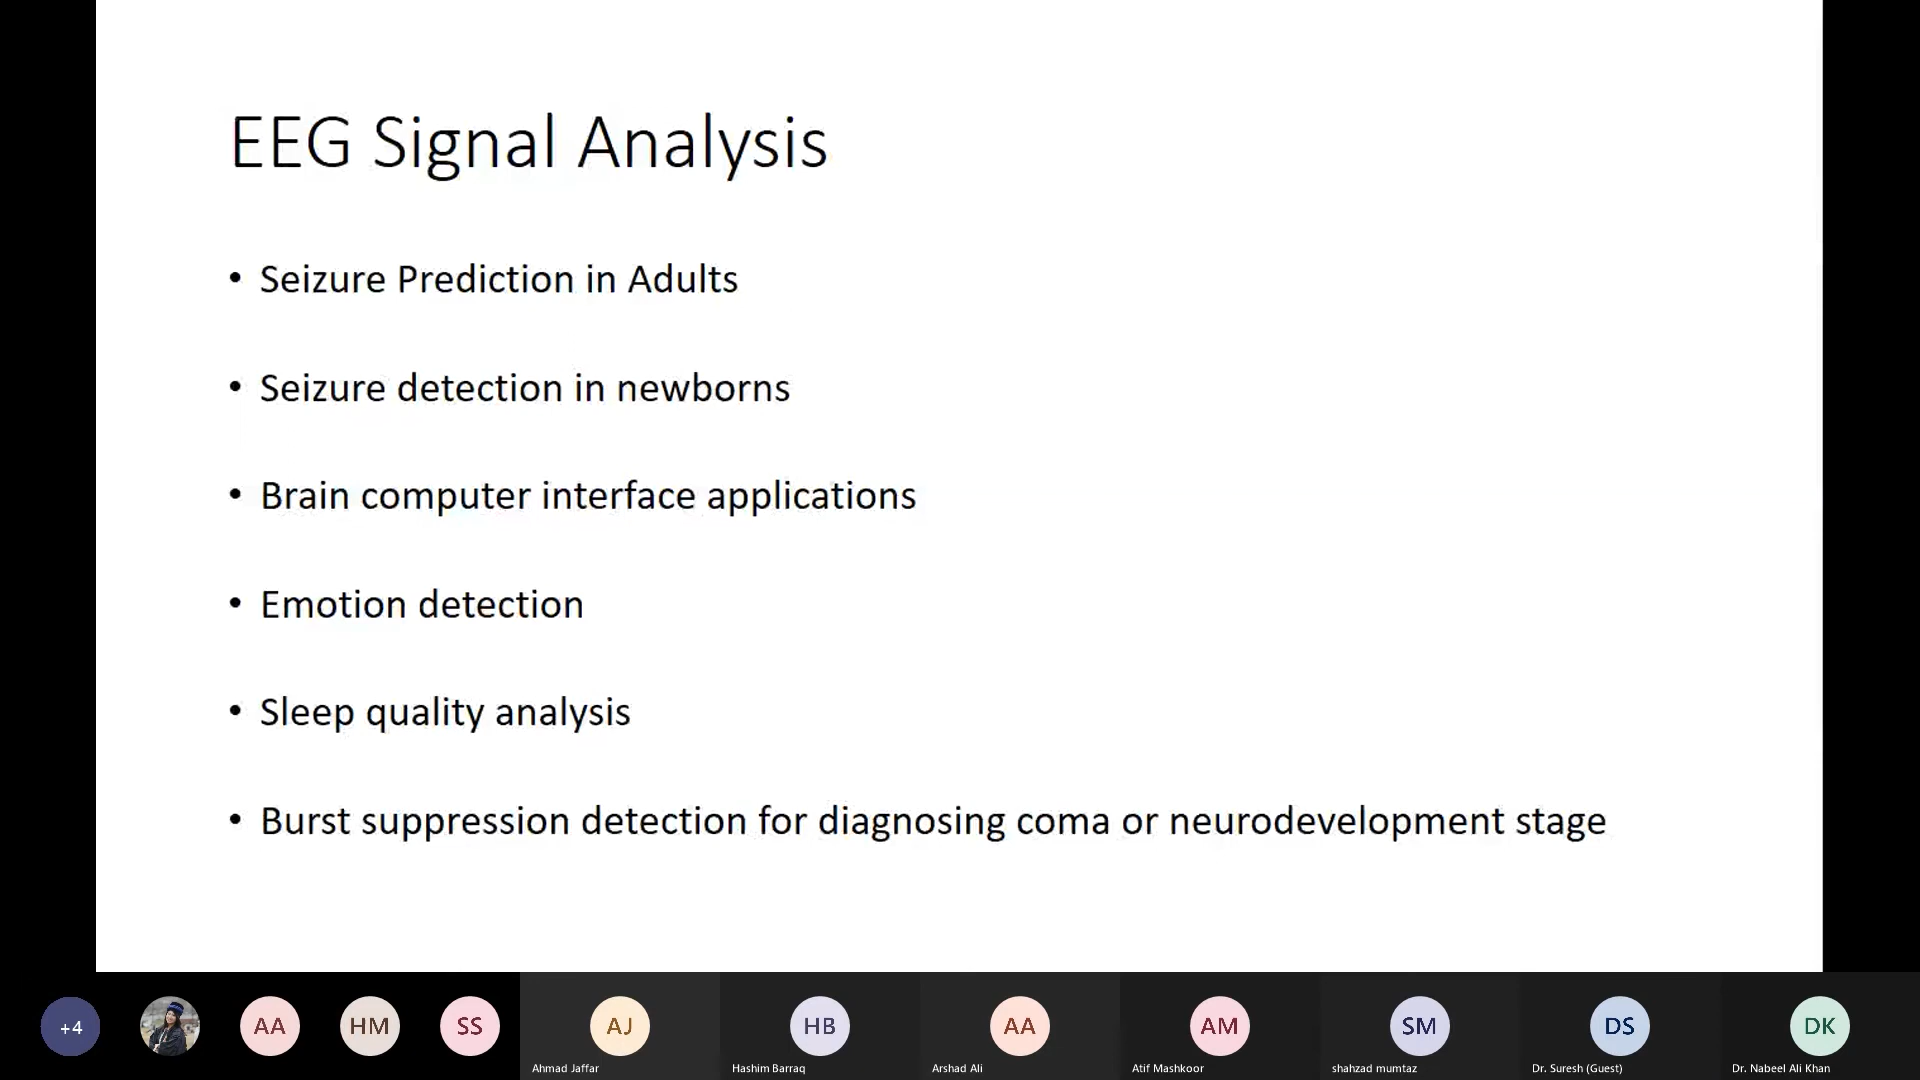 EEG Signal Analysis
• Seizure Prediction in Adults
• Seizure detection in newborns
• Brain computer interface applications
• Emotion detection
• Sleep quality analysis
• Burst suppression detection for diagnosing coma or neurodevelopment stage
+4
AA
HM
SS
AJ
HB
AA
AM
SM
DS
DK
Ahmad Jaffar
Hashim Barraq
Arshad Ali
Atif Mashkoor
shahzad mumtaz
Dr. Suresh (Guest)
Dr. Nabeel Ali Khan